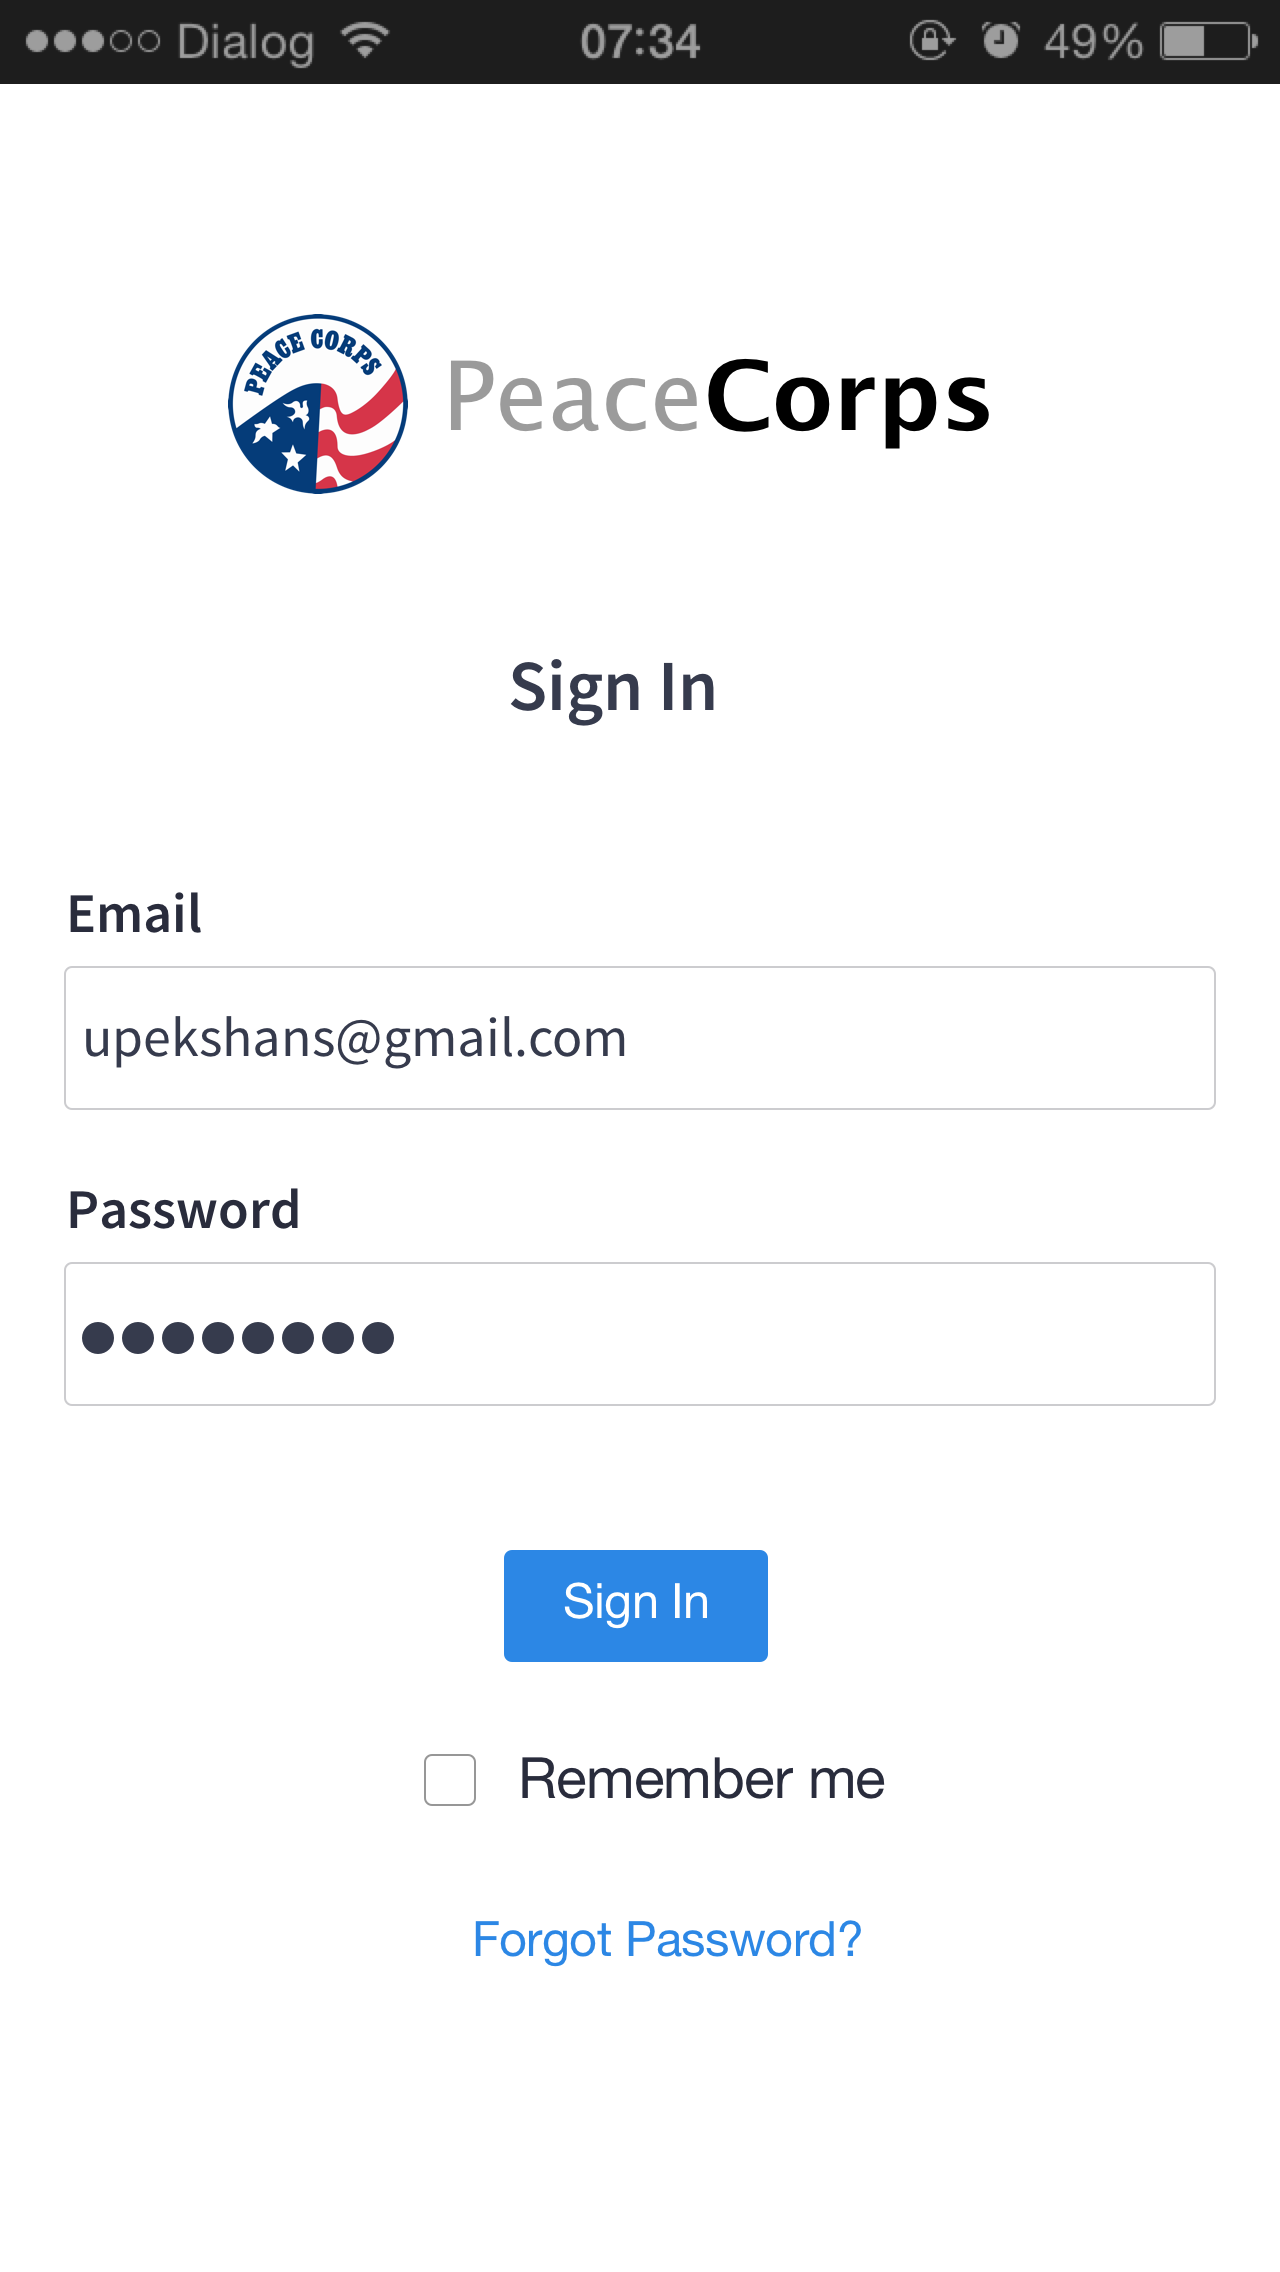 Dialog 07:34 49%
PEACE CORPS
PeaceCorps
Sign In
Email
upekshans@gmail.com
Password
Sign In
Remember me
Forgot Password?